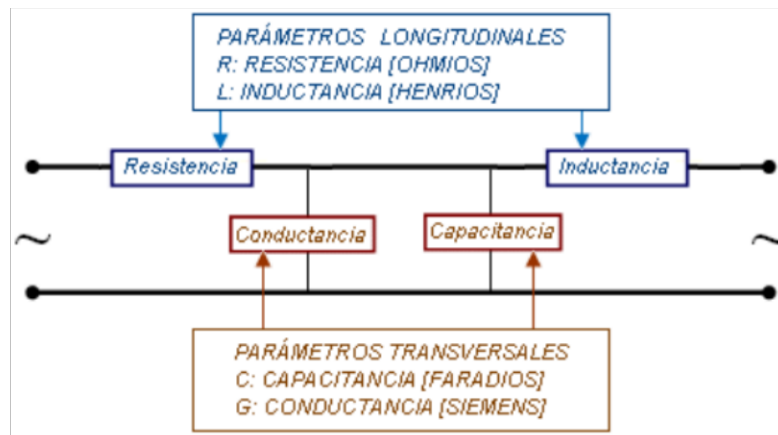 PARÁMETROS LONGITUDINALES
R: RESISTENCIA [OHMIOS]
L: INDUCTANCIA [HENRIOS]
Resistencia
Inductancia
Conductancia
Capacitancia
~
~
PARÁMETROS TRANSVERSALES
C: CAPACITANCIA [FARADIOS]
G: CONDUCTANCIA [SIEMENS]